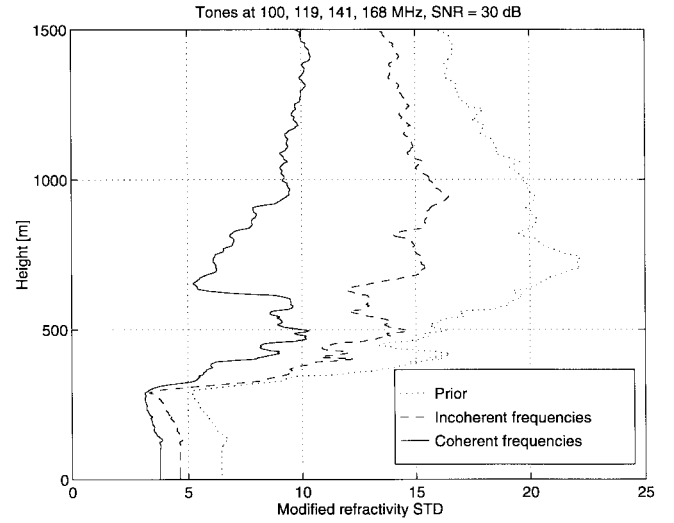 Tones at 100, 119, 141, 168 MHz, SNR = 30 dB
1500
1000
500
0
Height [m]
Prior
Incoherent frequencies
Coherent frequencies
0 5 10 15 20 25
Modified refractivity STD